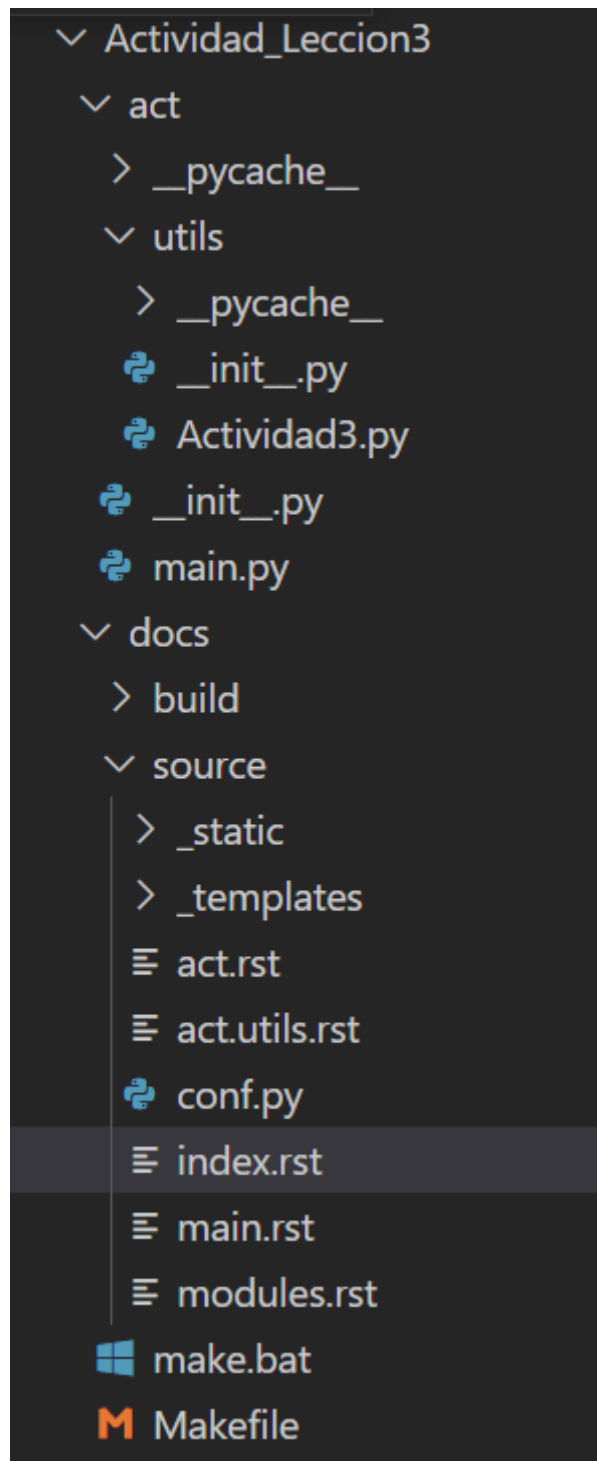 Actividad_Leccion3
act
__pycache__
utils
__pycache__
__init__.py
Actividad3.py
__init__.py
main.py
docs
build
source
_static
_templates
act.rst
act.utils.rst
conf.py
index.rst
main.rst
modules.rst
make.bat
Makefile